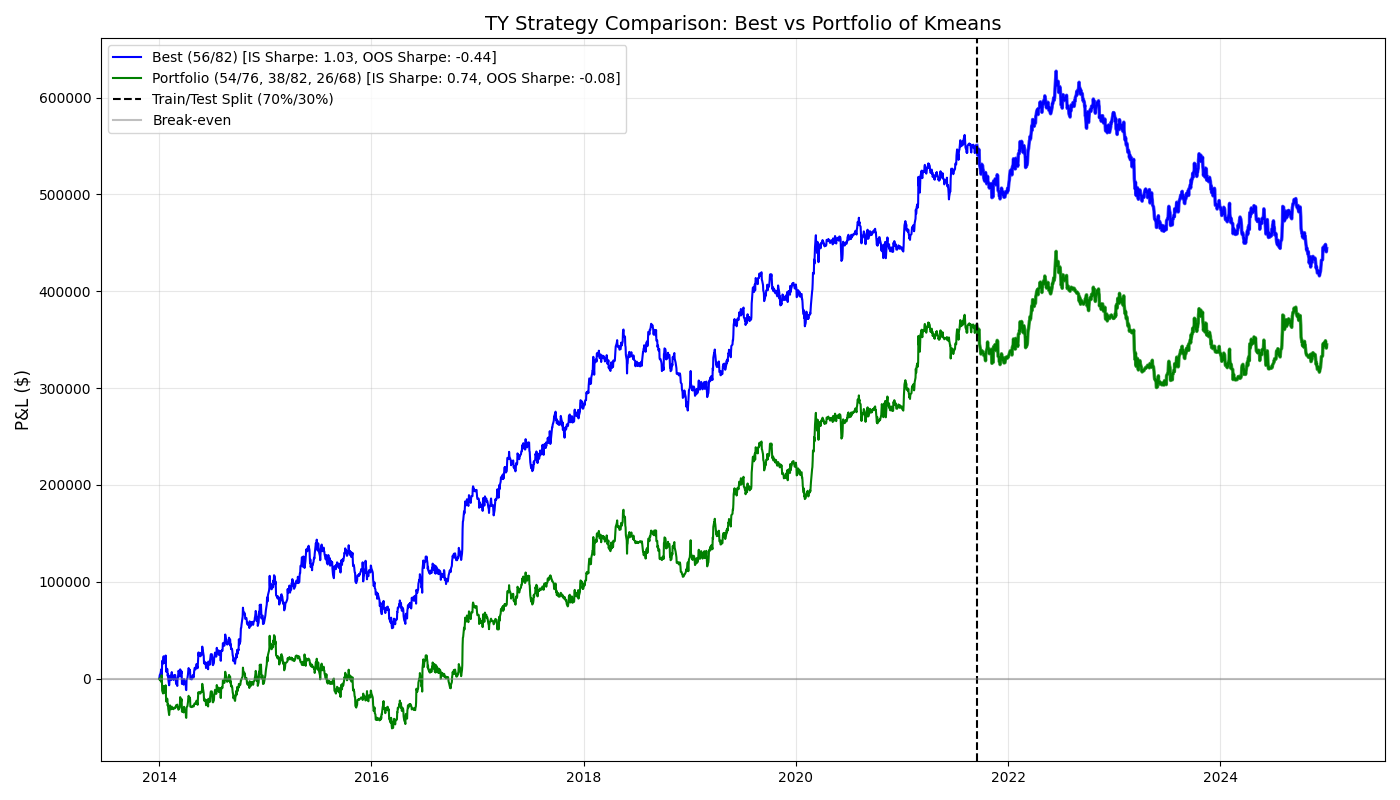 TY Strategy Comparison: Best vs Portfolio of Kmeans
Best (56/82) [IS Sharpe: 1.03, OOS Sharpe: -0.44]
Portfolio (54/76, 38/82, 26/68) [IS Sharpe: 0.74, OOS Sharpe: -0.08]
Train/Test Split (70%/30%)
Break-even
P&L ($)
600000
500000
400000
300000
200000
100000
0
2014 2016 2018 2020 2022 2024